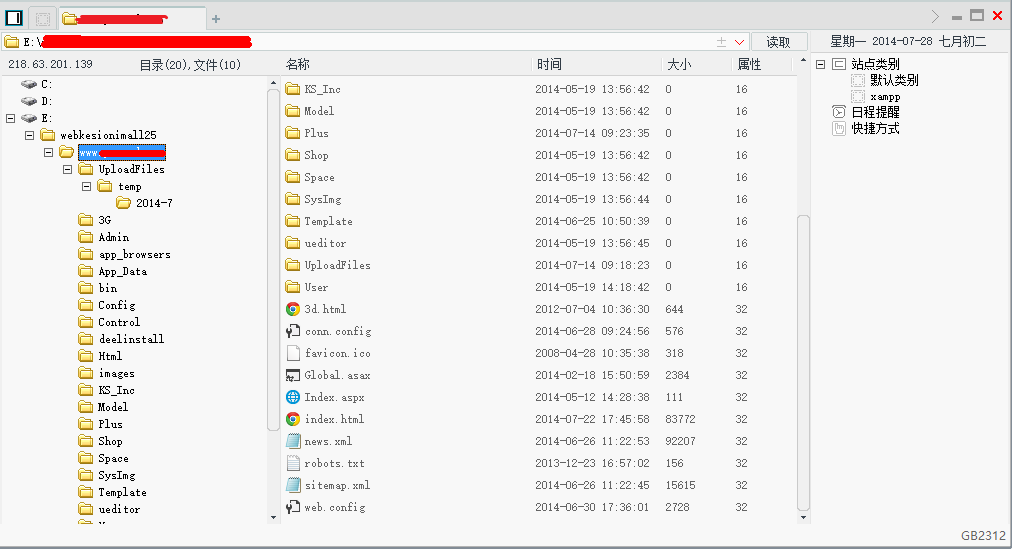 E:\
读取
星期一 2014-07-28 七月初二
218.63.201.139 目录(20),文件(10)
名称 时间 大小 属性
C:
D:
E:
webkesionimall25
www.
UploadFiles
temp
2014-7
3G
Admin
app_browsers
App_Data
bin
Config
Control
deelinstall
Html
images
KS_Inc
Model
Plus
Shop
Space
SysImg
Template
ueditor
KS_Inc 2014-05-19 13:56:42 0 16
Model 2014-05-19 13:56:42 0 16
Plus 2014-07-14 09:23:35 0 16
Shop 2014-05-19 13:56:42 0 16
Space 2014-05-19 13:56:42 0 16
SysImg 2014-05-19 13:56:44 0 16
Template 2014-06-25 10:50:39 0 16
ueditor 2014-05-19 13:56:45 0 16
UploadFiles 2014-07-14 09:18:23 0 16
User 2014-05-19 14:18:42 0 16
3d.html 2012-07-04 10:36:30 644 32
conn.config 2014-06-28 09:24:56 576 32
favicon.ico 2008-04-28 10:35:38 318 32
Global.asax 2014-02-18 15:50:59 2384 32
Index.aspx 2014-05-12 14:28:38 111 32
index.html 2014-07-22 17:45:58 83772 32
news.xml 2014-06-26 11:22:53 92207 32
robots.txt 2013-12-23 16:57:02 156 32
sitemap.xml 2014-06-26 11:22:45 15615 32
web.config 2014-06-30 17:36:01 2728 32
站点类别
默认类别
xampp
日程提醒
快捷方式
GB2312